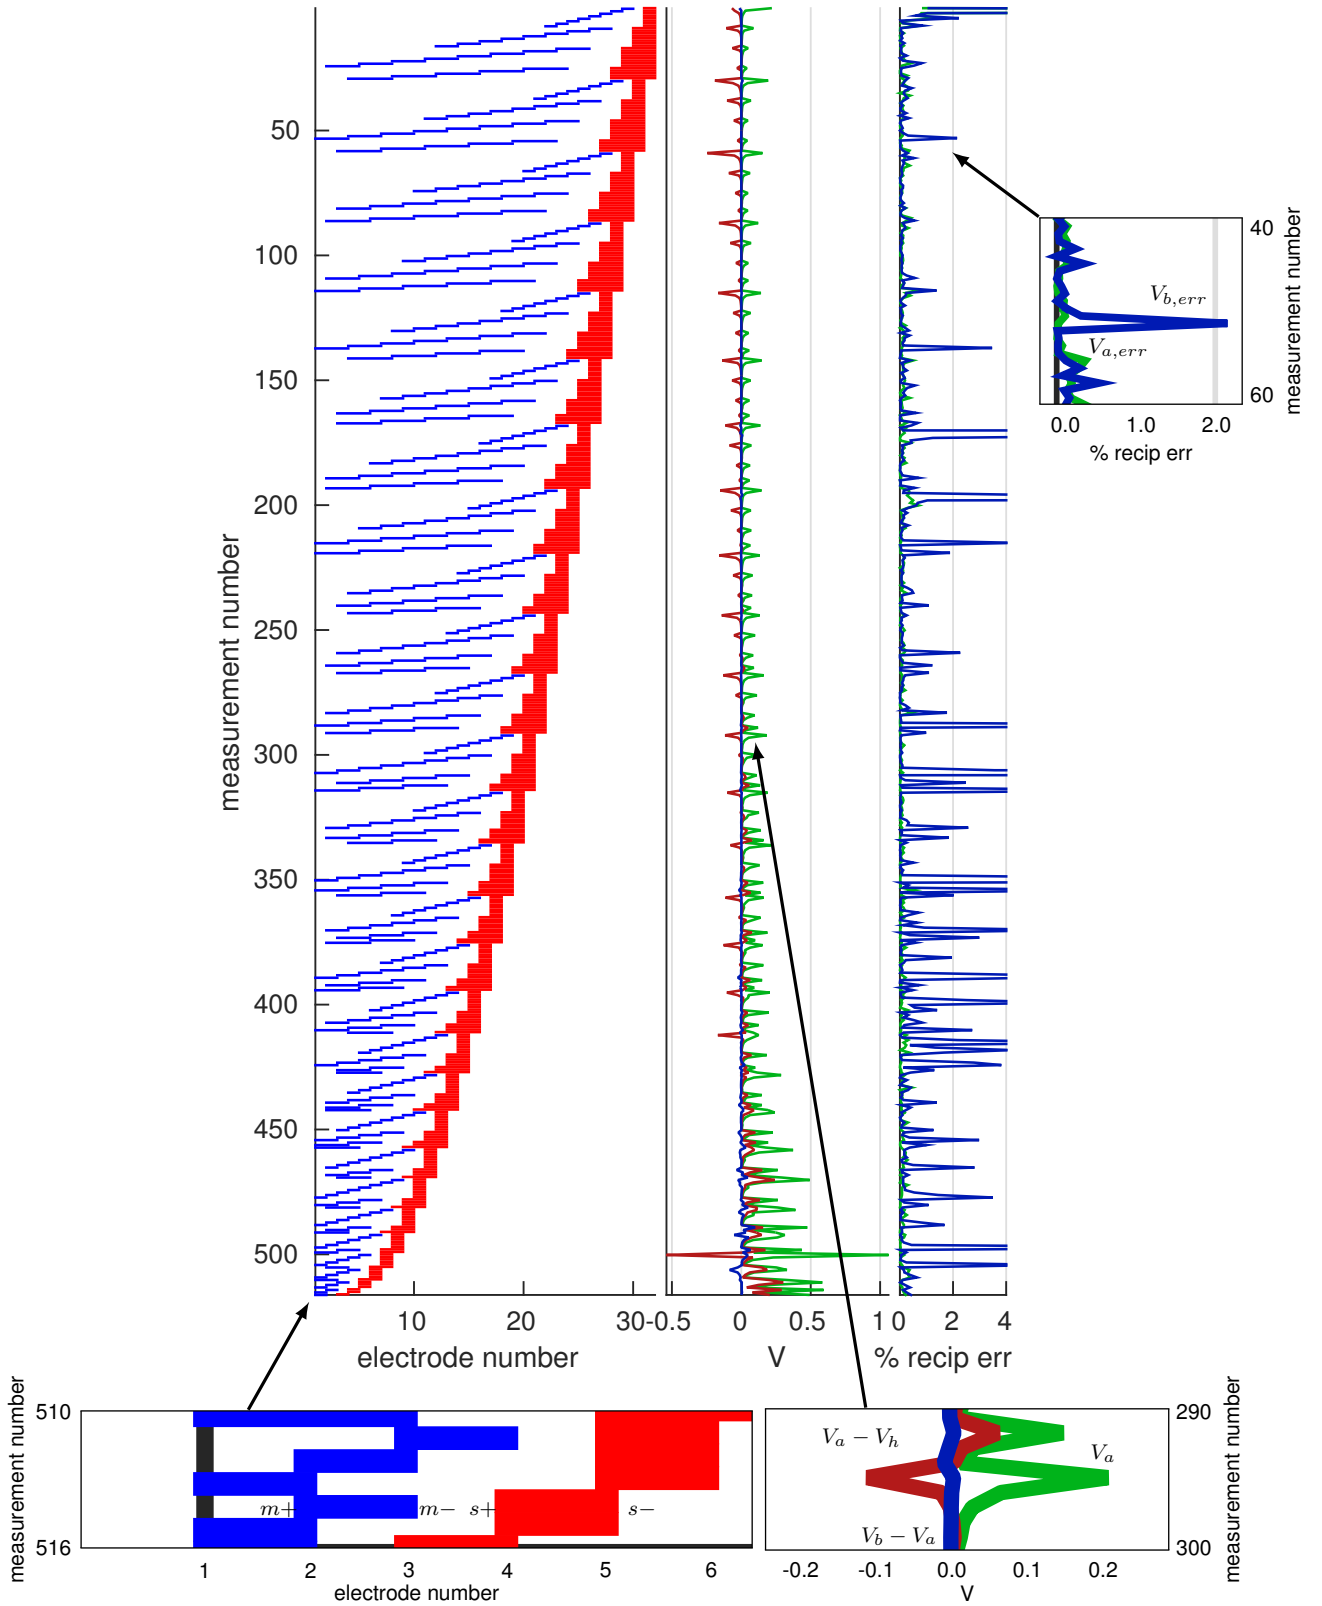 50
100
150
200
250
300
350
400
450
500
measurement number
10
20
30
electrode number
-0.5
0
0.5
1
V
0
2
4
% recip err
40
60
measurement number
V_{b,err}
V_{a,err}
0.0
1.0
2.0
% recip err
measurement number
510
516
m+
m−
s+
s−
1
2
3
4
5
6
electrode number
V_a − V_h
V_a
V_b − V_a
290
300
measurement number
-0.2
-0.1
0.0
0.1
0.2
V